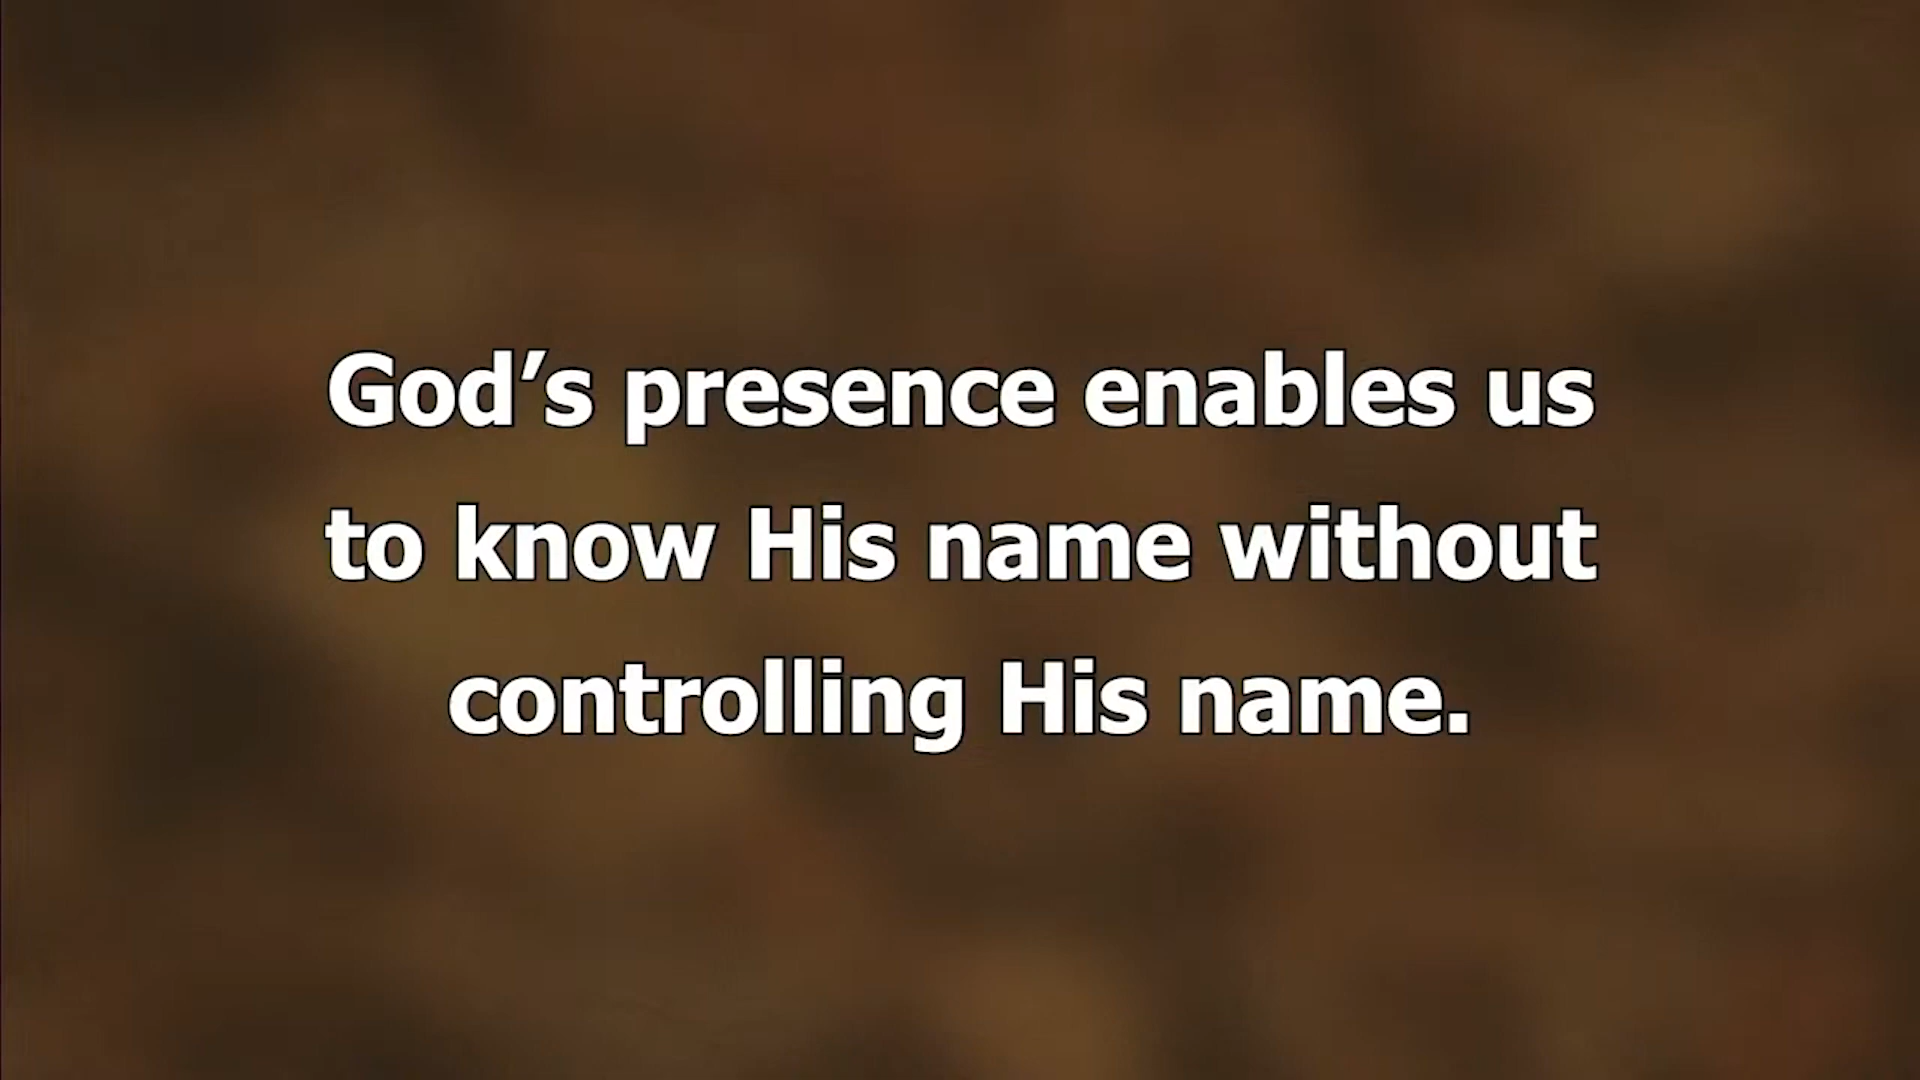 God’s presence enables us
to know His name without
controlling His name.